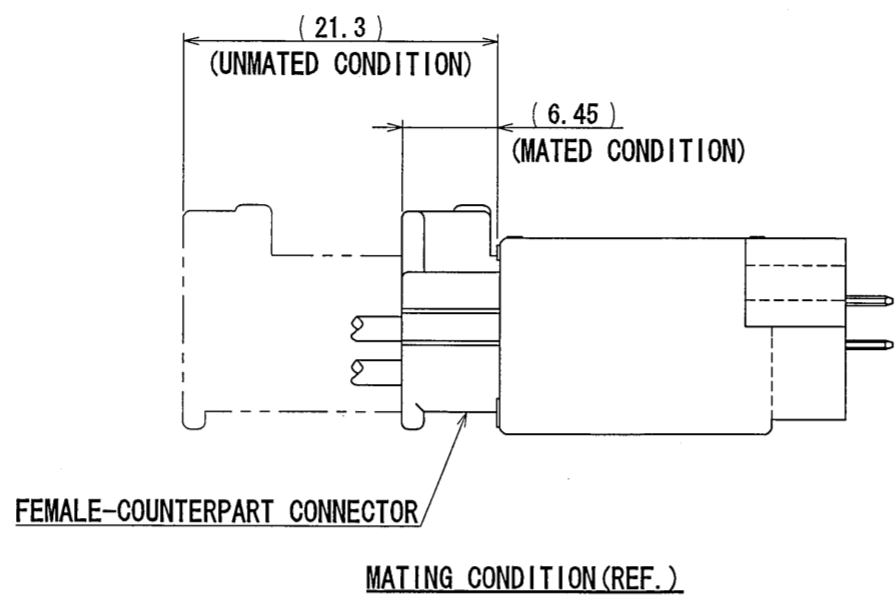 ( 21.3 )
(UNMATED CONDITION)
( 6.45 )
(MATED CONDITION)
FEMALE-COUNTERPART CONNECTOR
MATING CONDITION(REF.)